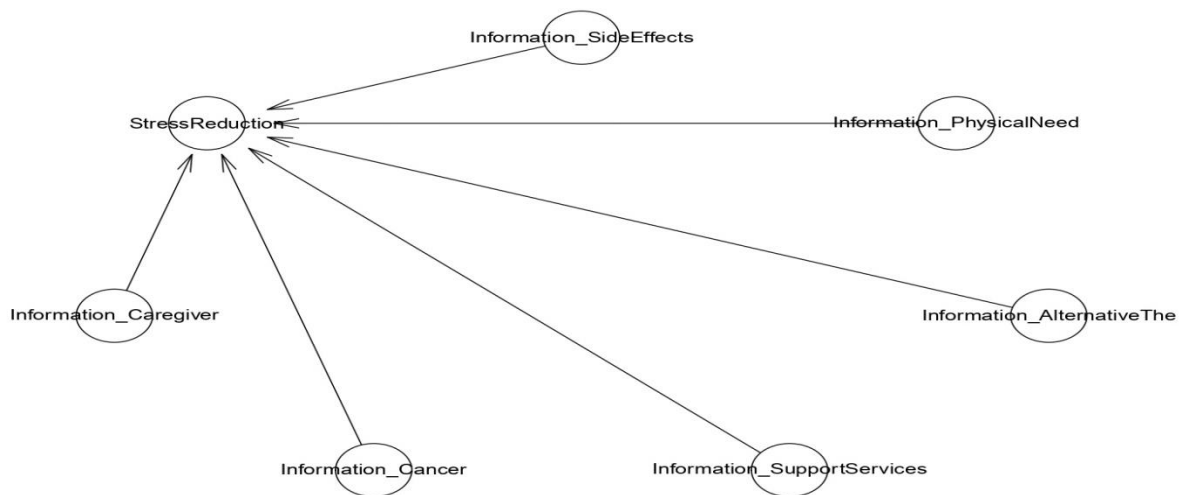 Information_SideEffects
StressReduction
Information_PhysicalNeed
Information_Caregiver
Information_AlternativeThe
Information_Cancer
Information_SupportServices